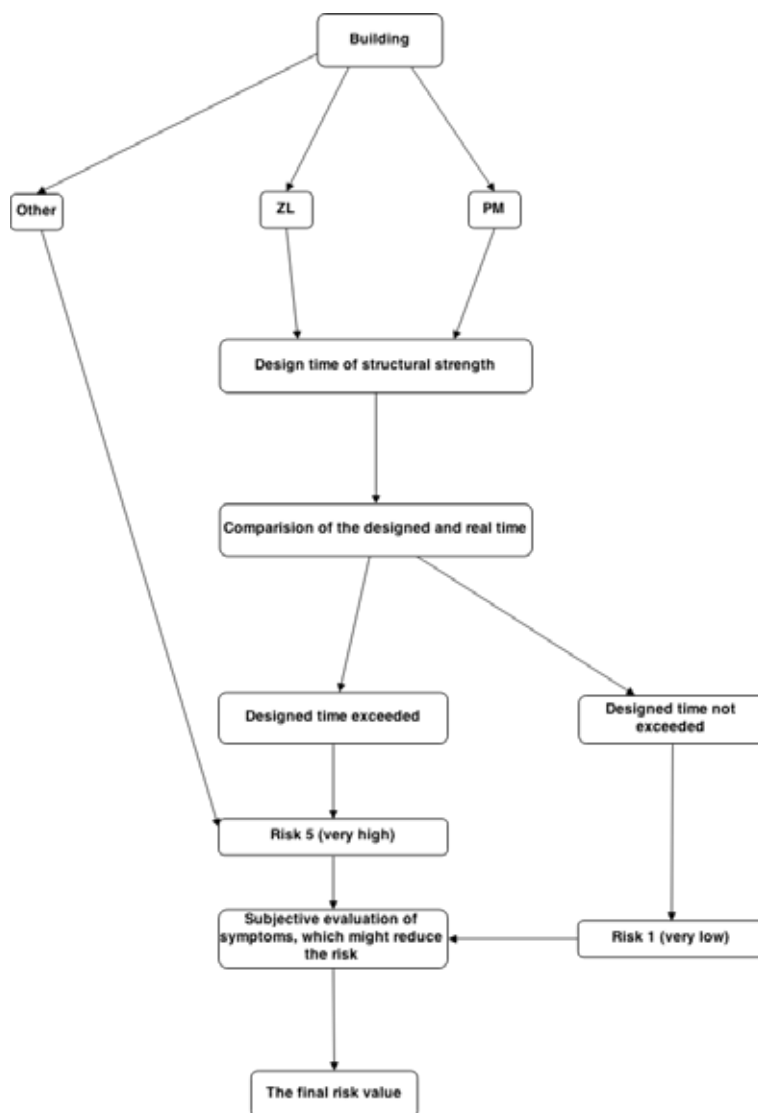 Building
Other
ZL
PM
Design time of structural strength
Comparision of the designed and real time
Designed time exceeded
Designed time not
exceeded
Risk 5 (very high)
Subjective evaluation of
symptoms, which might reduce
the risk
Risk 1 (very low)
The final risk value